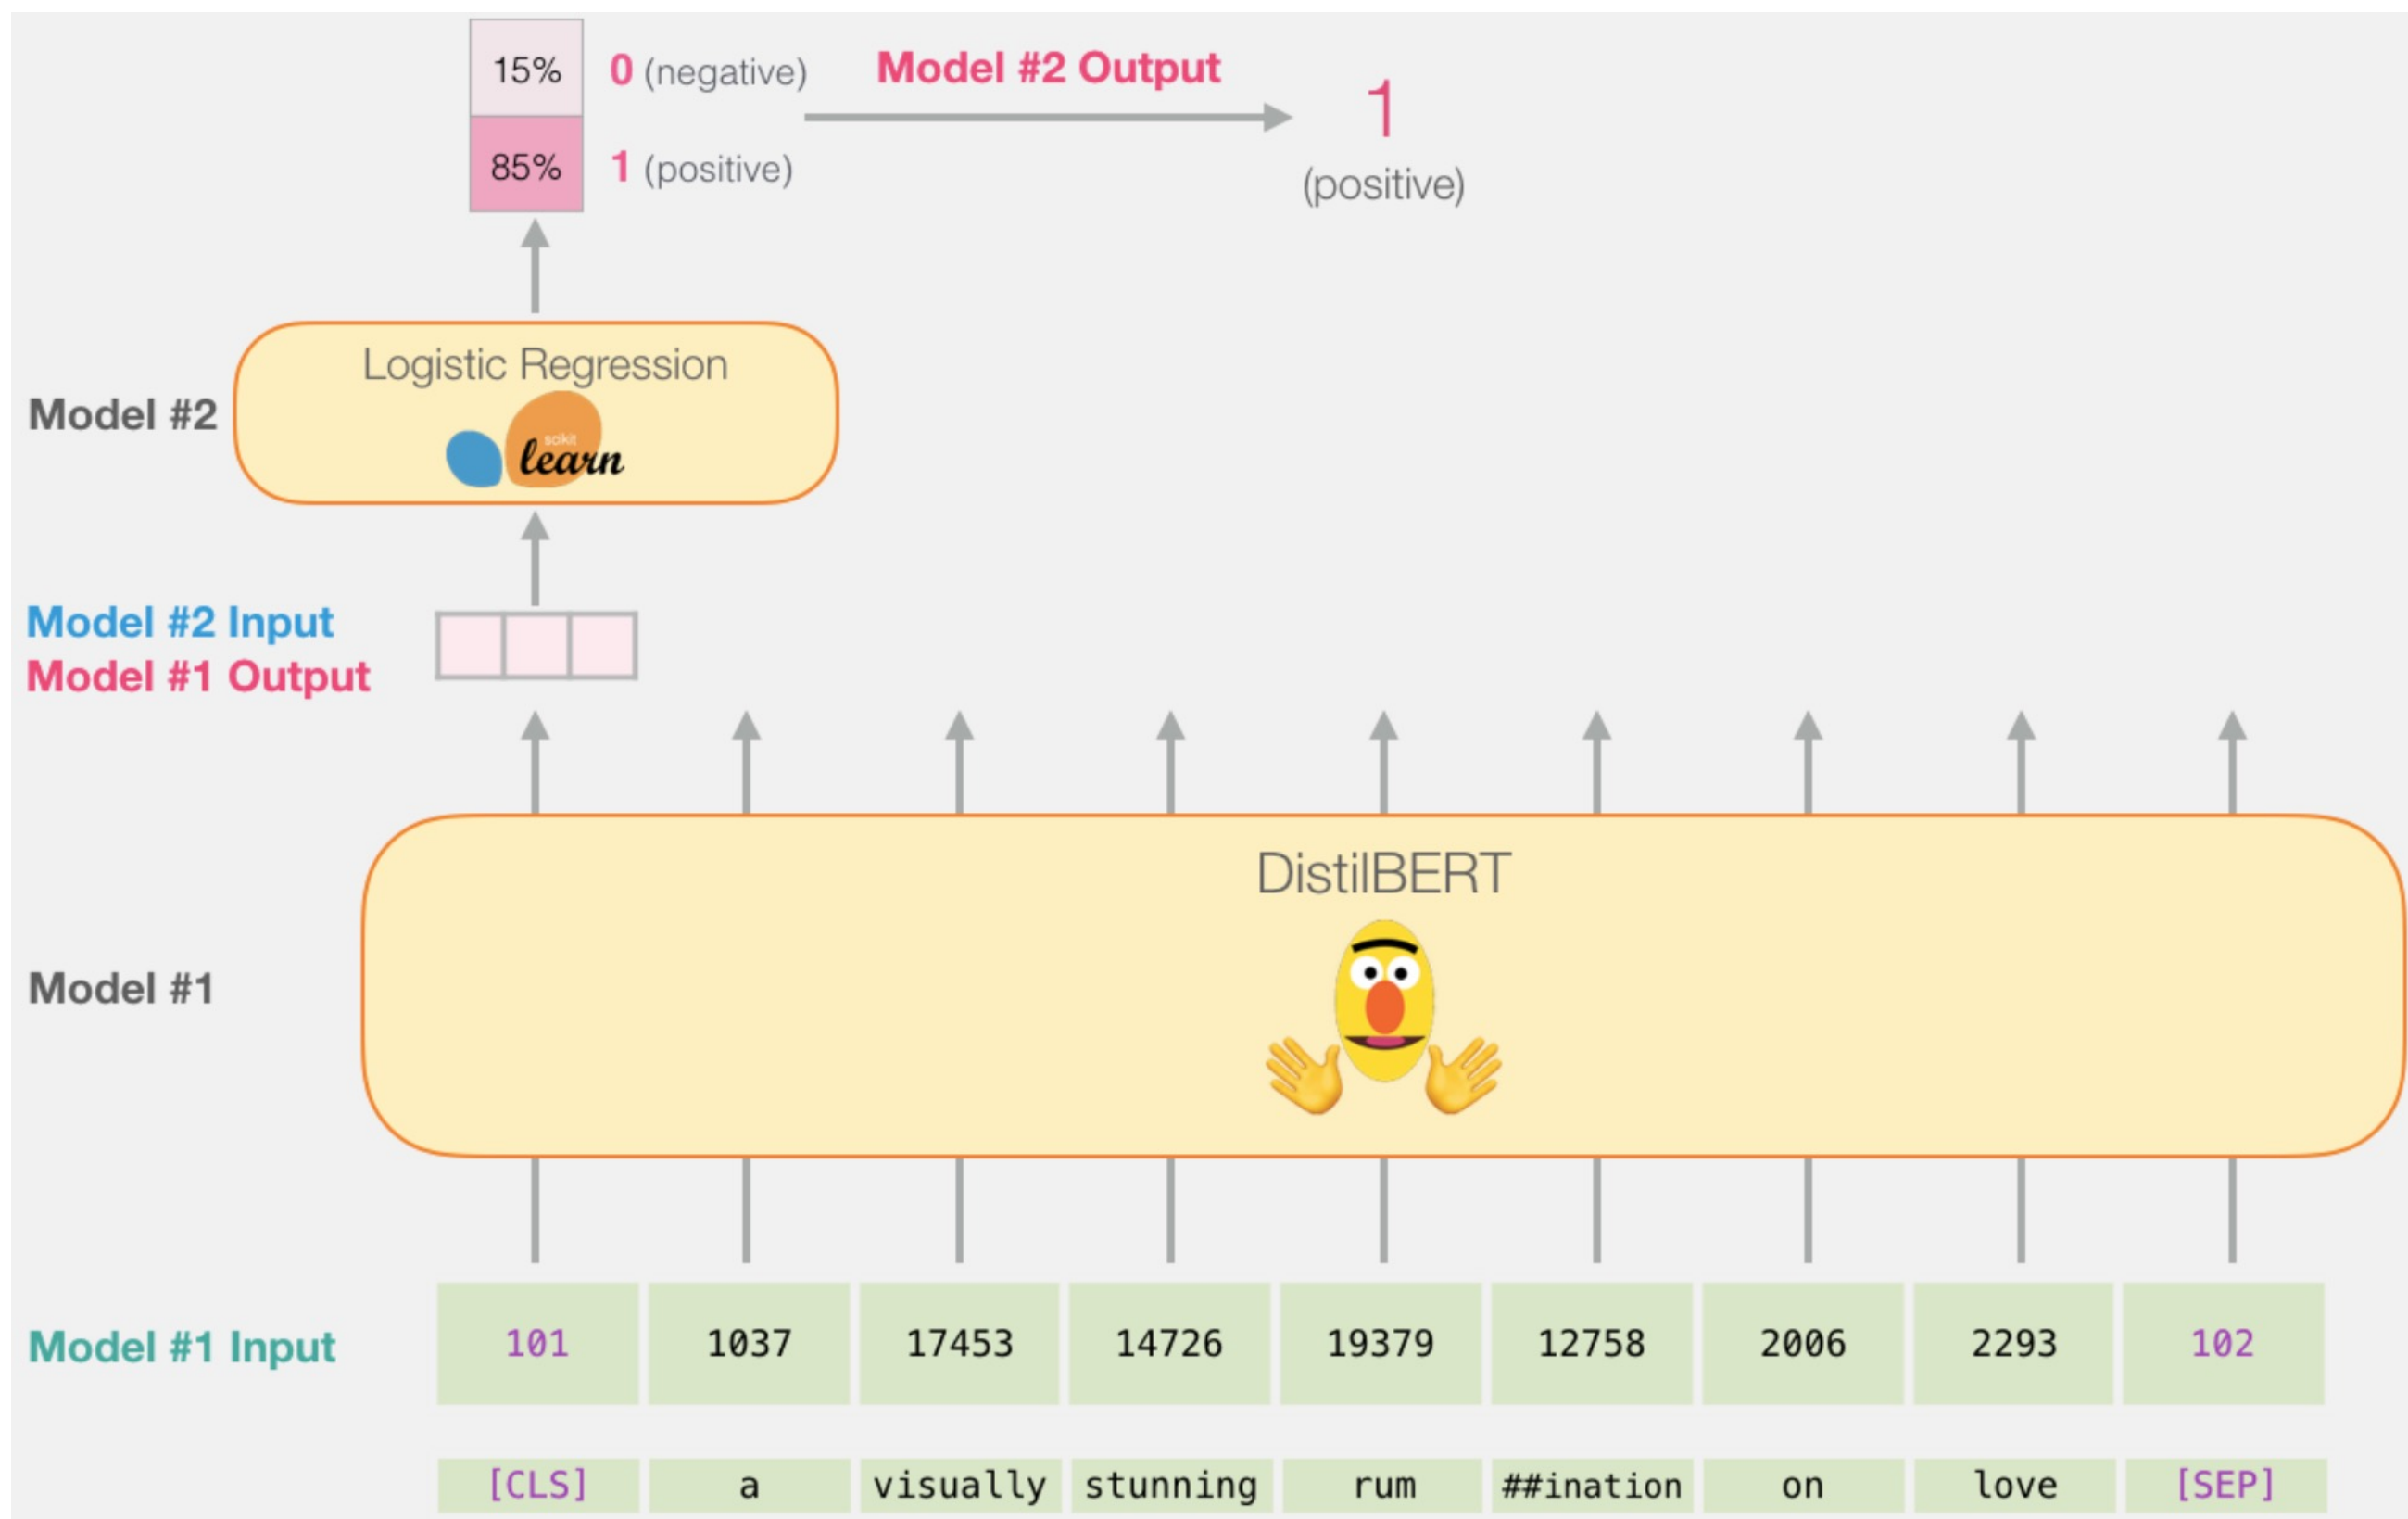 15%
0 (negative)
Model #2 Output
1
85%
1 (positive)
(positive)
Logistic Regression
Model #2
scikit
learn
Model #2 Input
Model #1 Output
DistilBERT
Model #1
Model #1 Input
101 1037 17453 14726 19379 12758 2006 2293 102
[CLS] a visually stunning rum ##ination on love [SEP]